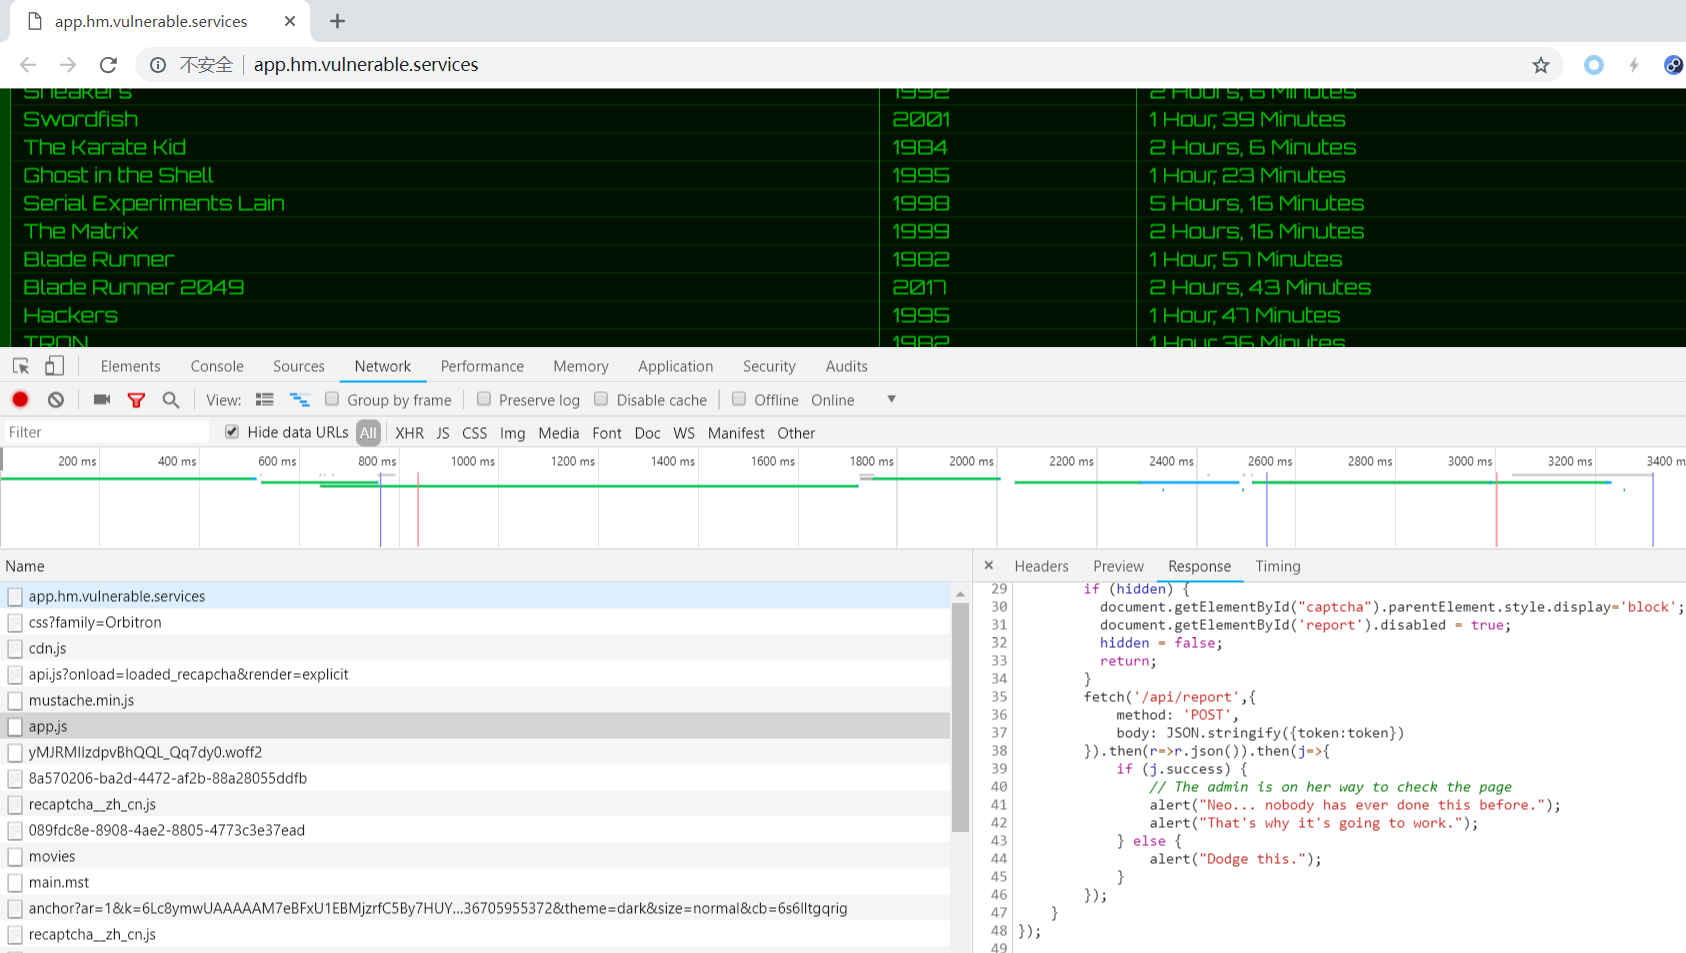 app.hm.vulnerable.services
不安全 app.hm.vulnerable.services
Sneakers 1992 2 Hours, 6 Minutes
Swordfish 2001 1 Hour, 39 Minutes
The Karate Kid 1984 2 Hours, 6 Minutes
Ghost in the Shell 1995 1 Hour, 23 Minutes
Serial Experiments Lain 1998 5 Hours, 16 Minutes
The Matrix 1999 2 Hours, 16 Minutes
Blade Runner 1982 1 Hour, 57 Minutes
Blade Runner 2049 2017 2 Hours, 43 Minutes
Hackers 1995 1 Hour, 47 Minutes
TRON 1982 1 Hour, 36 Minutes
Elements Console Sources Network Performance Memory Application Security Audits
View: Group by frame Preserve log Disable cache Offline Online
Filter Hide data URLs All XHR JS CSS Img Media Font Doc WS Manifest Other
200 ms 400 ms 600 ms 800 ms 1000 ms 1200 ms 1400 ms 1600 ms 1800 ms 2000 ms 2200 ms 2400 ms 2600 ms 2800 ms 3000 ms 3200 ms 3400 m
Name
app.hm.vulnerable.services
css?family=Orbitron
cdn.js
api.js?onload=loaded_recapcha&render=explicit
mustache.min.js
app.js
yMJRMIlzdpvBhQQL_Qq7dy0.woff2
8a570206-ba2d-4472-af2b-88a28055ddfb
recaptcha__zh_cn.js
089fdc8e-8908-4ae2-8805-4773c3e37ead
movies
main.mst
anchor?ar=1&k=6Lc8ymwUAAAAAM7eBFxU1EBMjzrfC5By7HUY…36705955372&theme=dark&size=normal&cb=6s6lltgqrig
recaptcha__zh_cn.js
Headers Preview Response Timing
29 if (hidden) {
30 document.getElementById("captcha").parentElement.style.display='block';
31 document.getElementById('report').disabled = true;
32 hidden = false;
33 return;
34 }
35 fetch('/api/report',{
36 method: 'POST',
37 body: JSON.stringify({token:token})
38 }).then(r=>r.json()).then(j=>{
39 if (j.success) {
40 // The admin is on her way to check the page
41 alert("Neo... nobody has ever done this before.");
42 alert("That's why it's going to work.");
43 } else {
44 alert("Dodge this.");
45 }
46 });
47 }
48 });
49